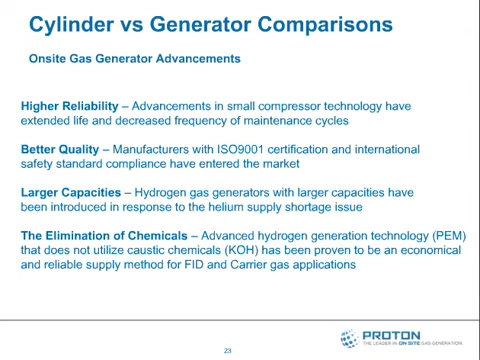 Cylinder vs Generator Comparisons
Onsite Gas Generator Advancements
Higher Reliability – Advancements in small compressor technology have
extended life and decreased frequency of maintenance cycles
Better Quality – Manufacturers with ISO9001 certification and international
safety standard compliance have entered the market
Larger Capacities – Hydrogen gas generators with larger capacities have
been introduced in response to the helium supply shortage issue
The Elimination of Chemicals – Advanced hydrogen generation technology (PEM)
that does not utilize caustic chemicals (KOH) has been proven to be an economical
and reliable supply method for FID and Carrier gas applications
PROTON
THE LEADER IN ON SITE GAS GENERATION.
23